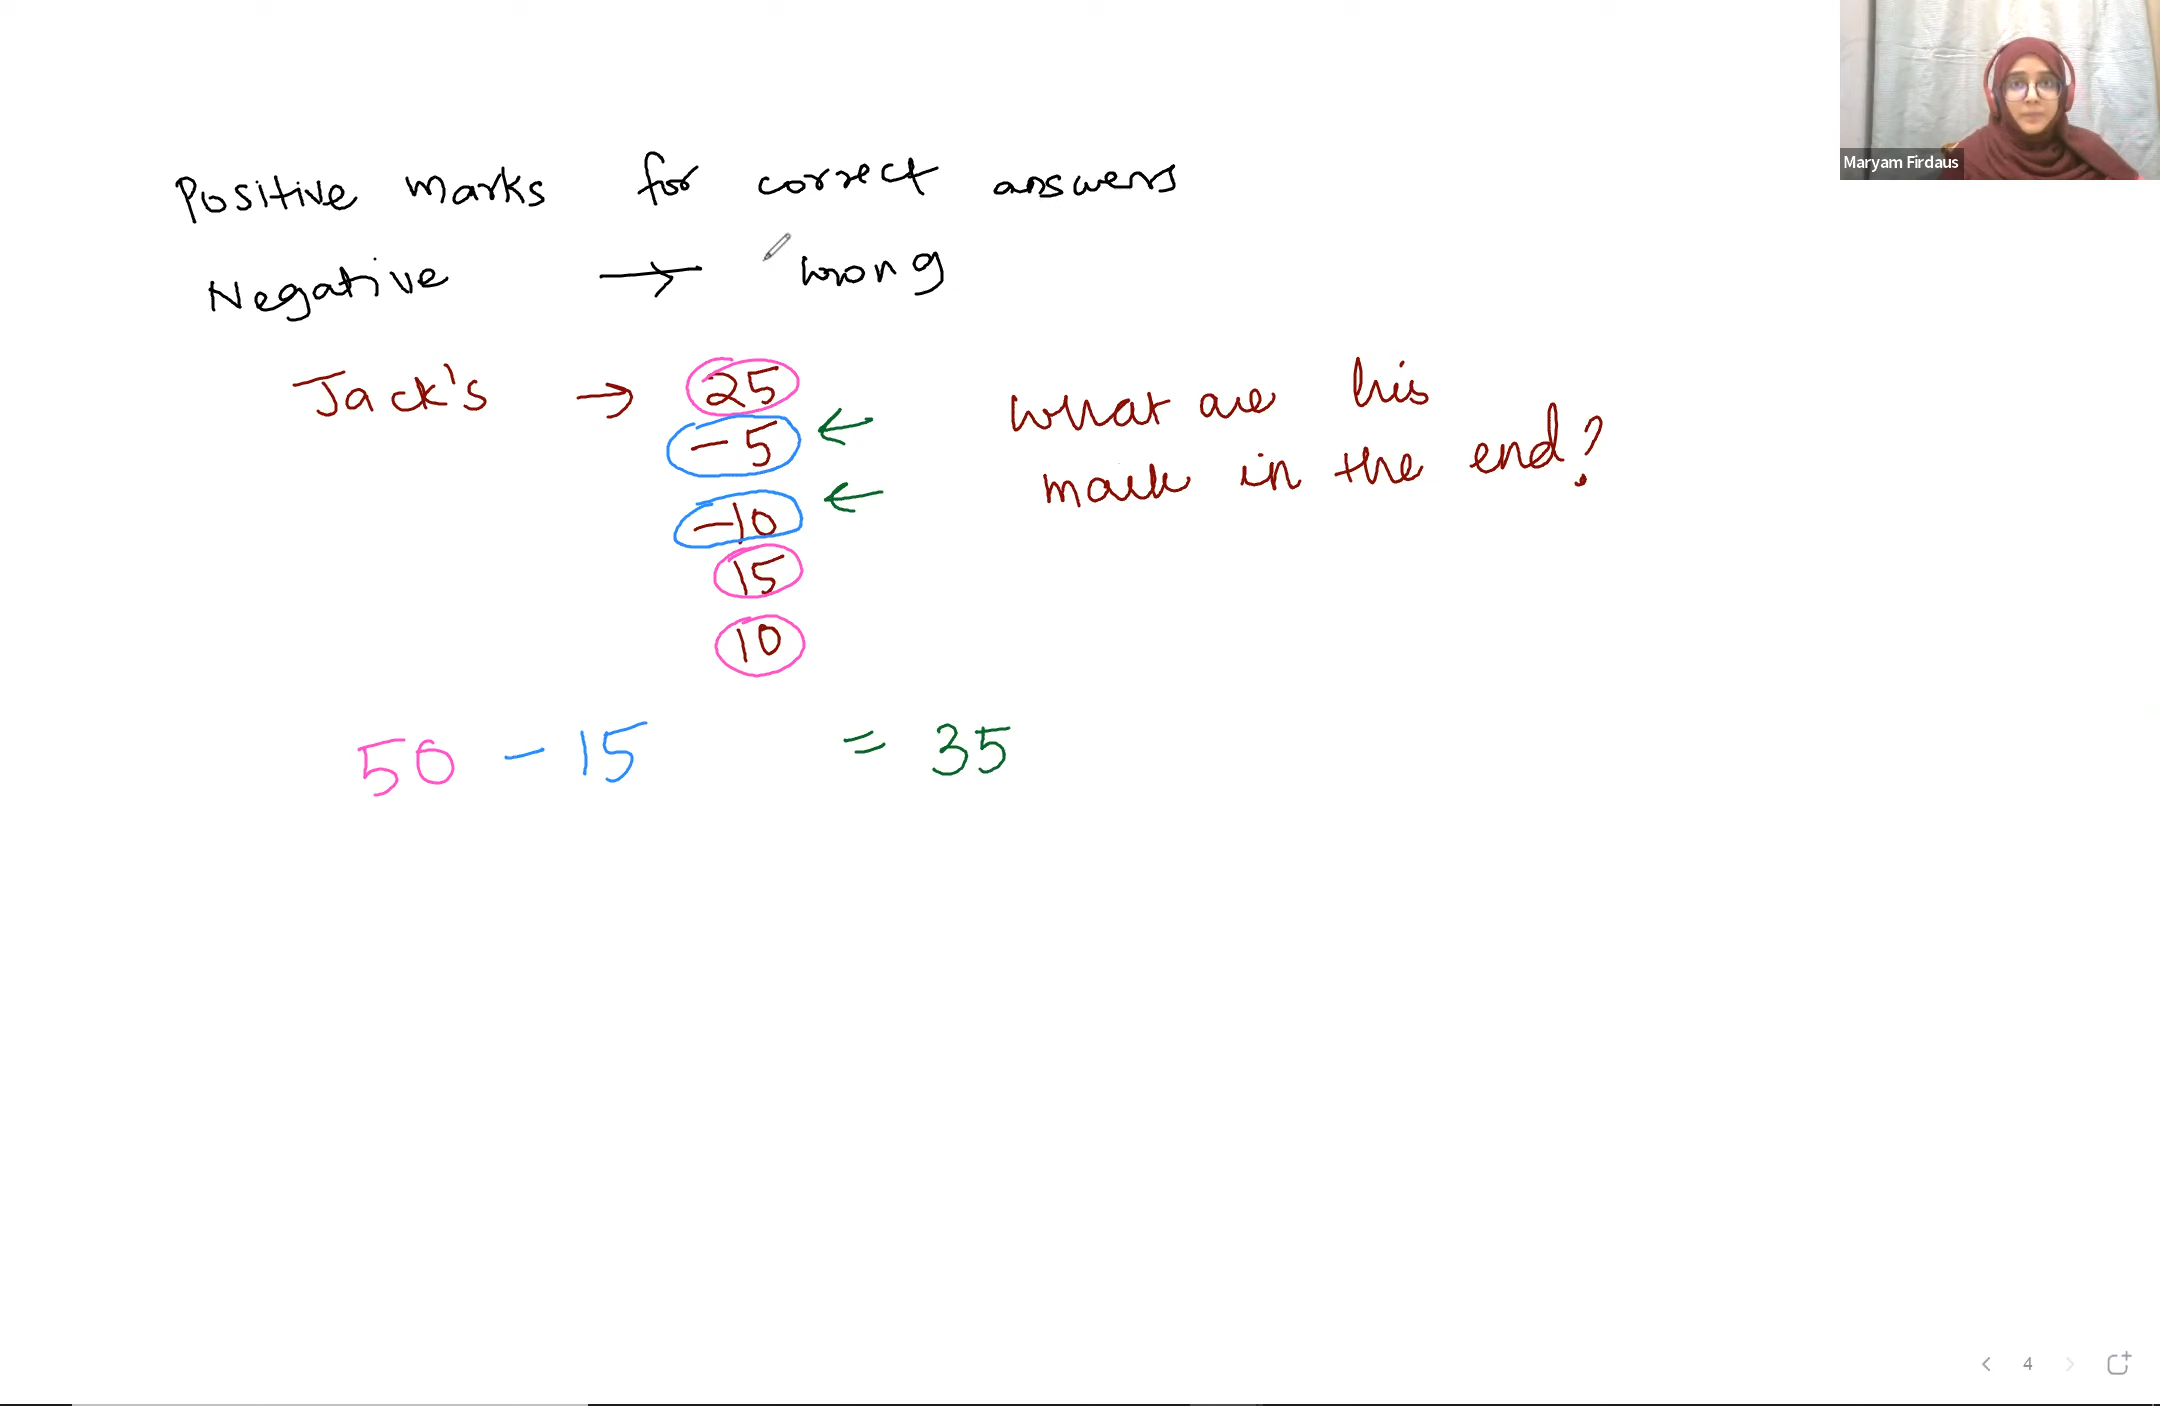 Maryam Firdaus
Positive marks for correct answers
Negative → wrong
Jack's → 25
-5 ←
-10 ←
15
10
What are his
mark in the end?
50 - 15 = 35
< 4 >